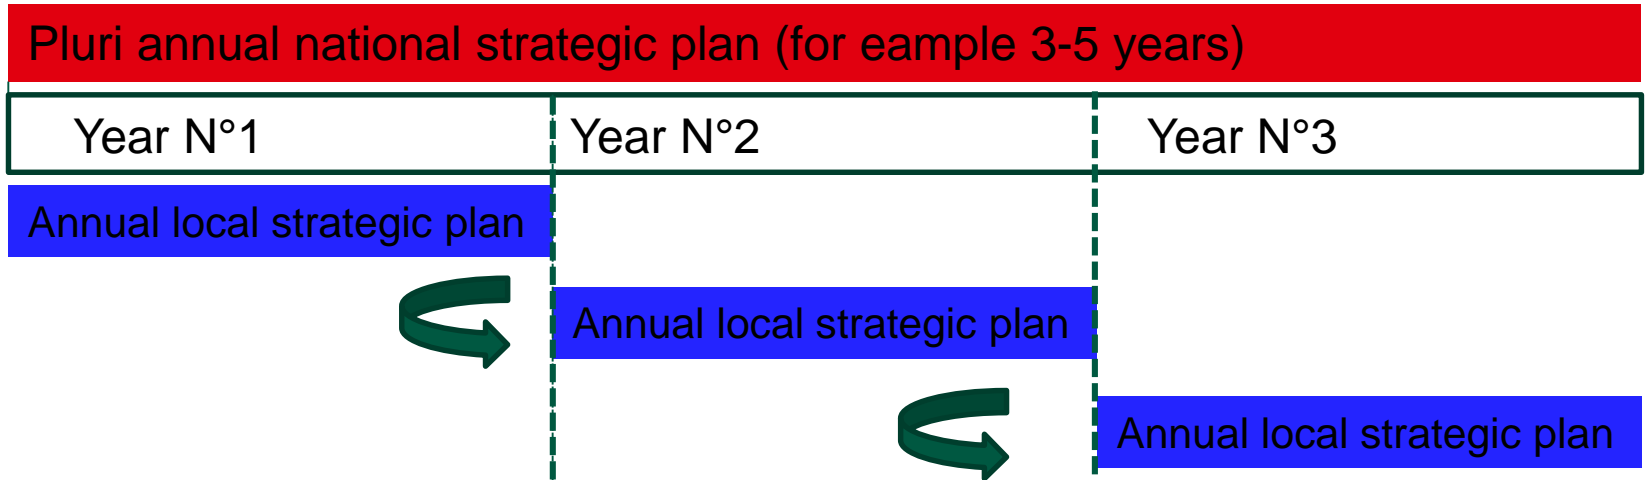 Pluri annual national strategic plan (for eample 3-5 years)
Year N°1
Year N°2
Year N°3
Annual local strategic plan
Annual local strategic plan
Annual local strategic plan